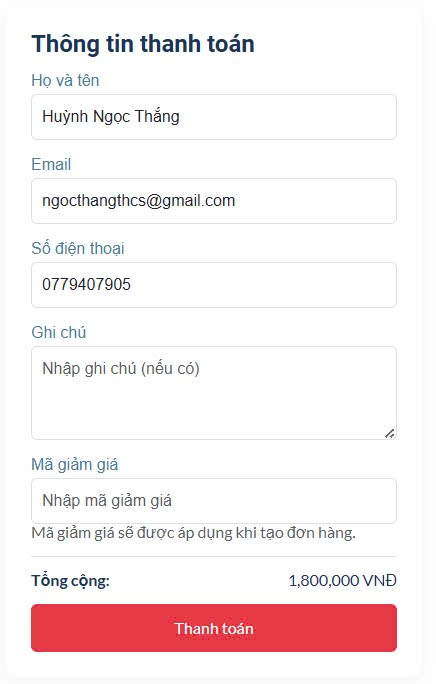 Thông tin thanh toán
Họ và tên
Huỳnh Ngọc Thắng
Email
ngocthangthcs@gmail.com
Số điện thoại
0779407905
Ghi chú
Nhập ghi chú (nếu có)
Mã giảm giá
Nhập mã giảm giá
Mã giảm giá sẽ được áp dụng khi tạo đơn hàng.
Tổng cộng: 1,800,000 VNĐ
Thanh toán